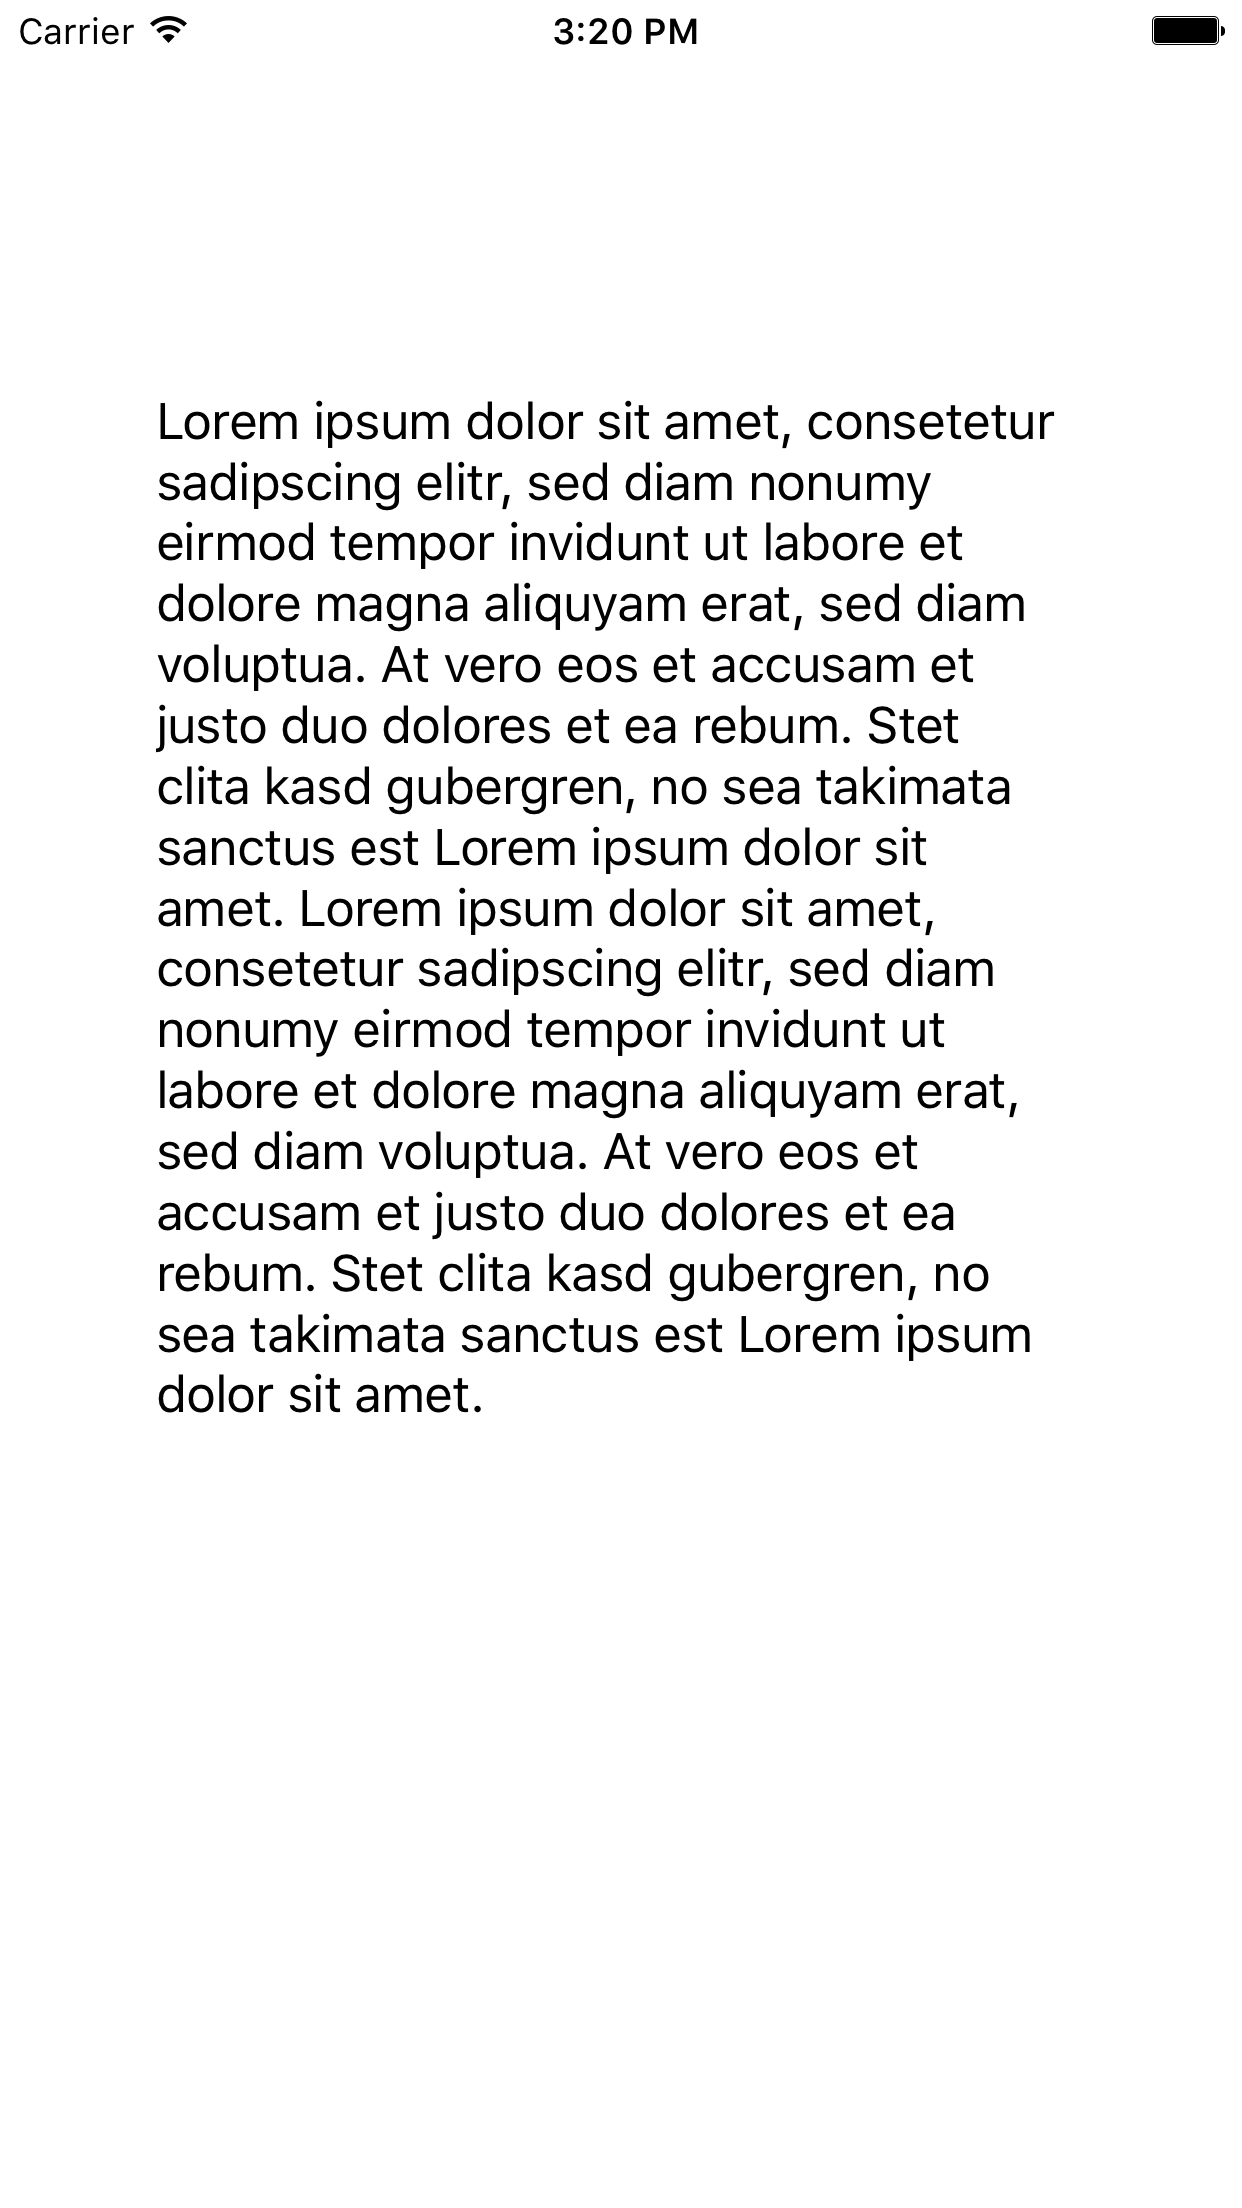 Carrier 3:20 PM
Lorem ipsum dolor sit amet, consetetur
sadipscing elitr, sed diam nonumy
eirmod tempor invidunt ut labore et
dolore magna aliquyam erat, sed diam
voluptua. At vero eos et accusam et
justo duo dolores et ea rebum. Stet
clita kasd gubergren, no sea takimata
sanctus est Lorem ipsum dolor sit
amet. Lorem ipsum dolor sit amet,
consetetur sadipscing elitr, sed diam
nonumy eirmod tempor invidunt ut
labore et dolore magna aliquyam erat,
sed diam voluptua. At vero eos et
accusam et justo duo dolores et ea
rebum. Stet clita kasd gubergren, no
sea takimata sanctus est Lorem ipsum
dolor sit amet.